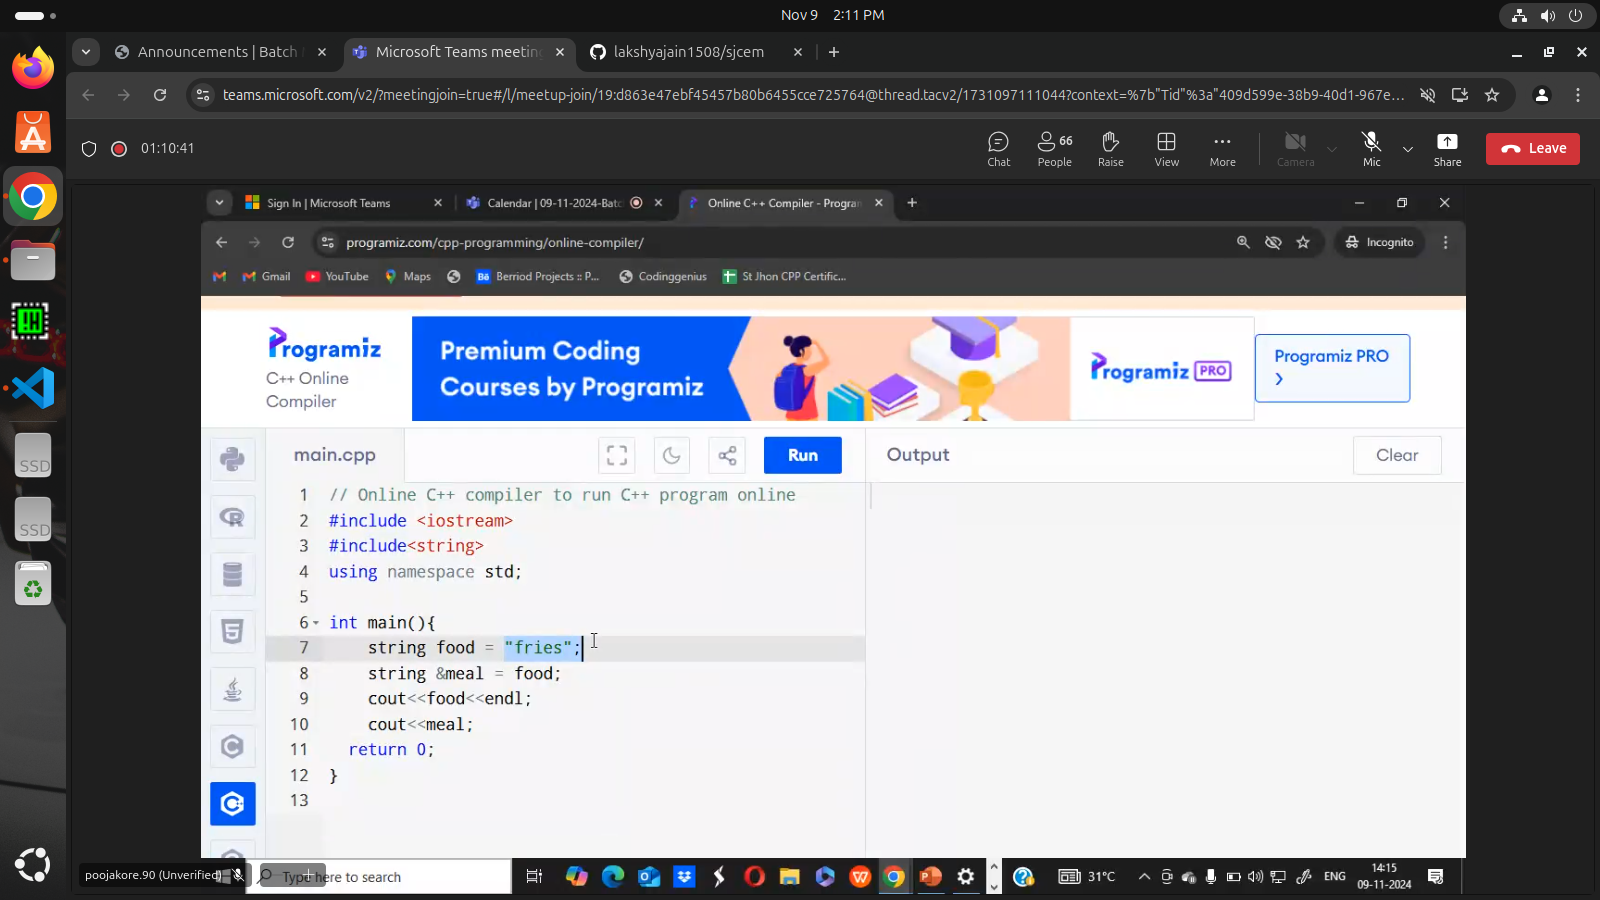 Nov 9 2:11 PM
Announcements | Batch
Microsoft Teams meeting
lakshyajain1508/sjcem
teams.microsoft.com/v2/?meetingjoin=true#/l/meetup-join/19:d863e47ebf45457b80b6455cce725764@thread.tacv2/1731097111044?context=%7b"Tid"%3a"409d599e-38b9-40d1-967e...
01:10:41
Chat
People
66
Raise
View
More
Camera
Mic
Share
Leave
Sign In | Microsoft Teams
Calendar | 09-11-2024-Batc
Online C++ Compiler - Program
programiz.com/cpp-programming/online-compiler/
Incognito
Gmail
YouTube
Maps
Berriod Projects :: P...
Codinggenius
St Jhon CPP Certific...
Programiz
C++ Online
Compiler
Premium Coding
Courses by Programiz
Programiz PRO
Programiz PRO
main.cpp
Run
Output
Clear
1 // Online C++ compiler to run C++ program online
2 #include <iostream>
3 #include<string>
4 using namespace std;
5
6 int main(){
7 string food = "fries";
8 string &meal = food;
9 cout<<food<<endl;
10 cout<<meal;
11 return 0;
12 }
13
SSD
SSD
poojakore.90 (Unverified)
Type here to search
31°C
ENG
14:15
09-11-2024